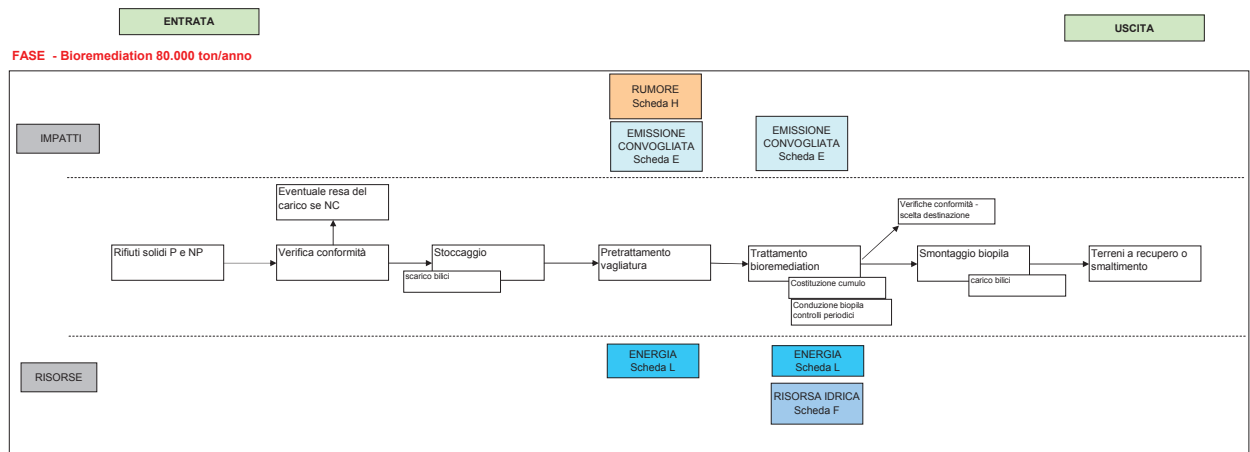 ENTRATA
USCITA
FASE - Bioremediation 80.000 ton/anno
RUMORE
Scheda H
IMPATTI
EMISSIONE
CONVOGLIATA
Scheda E
EMISSIONE
CONVOGLIATA
Scheda E
Eventuale resa del
carico se NC
Verifiche conformità -
scelta destinazione
Rifiuti solidi P e NP
Verifica conformità
Stoccaggio
scarico bilici
Pretrattamento
vagliatura
Trattamento
bioremediation
Costituzione cumulo
Conduzione biopila
controlli periodici
Smontaggio biopila
carico bilici
Terreni a recupero o
smaltimento
RISORSE
ENERGIA
Scheda L
ENERGIA
Scheda L
RISORSA IDRICA
Scheda F